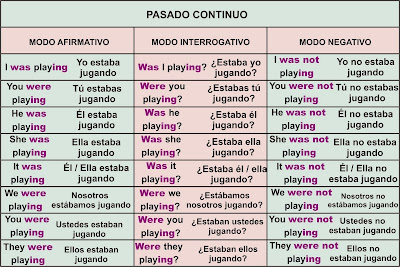 PASADO CONTINUO
MODO AFIRMATIVO MODO INTERROGATIVO MODO NEGATIVO
I was playing Yo estaba jugando Was I playing? ¿Estaba yo jugando? I was not playing Yo no estaba jugando
You were playing Tú estabas jugando Were you playing? ¿Estabas tú jugando? You were not playing Tú no estabas jugando
He was playing Él estaba jugando Was he playing? ¿Estaba él jugando? He was not playing Él no estaba jugando
She was playing Ella estaba jugando Was she playing? ¿Estaba ella jugando? She was not playing Ella no estaba jugando
It was playing Él / Ella estaba jugando Was it playing? ¿Estaba él / ella jugando? It was not playing Él / Ella no estaba jugando
We were playing Nosotros estábamos jugando Were we playing? ¿Estábamos nosotros jugando? We were not playing Nosotros no estábamos jugando
You were playing Ustedes estaban jugando Were you playing? ¿Estaban ustedes jugando? You were not playing Ustedes no estaban jugando
They were playing Ellos estaban jugando Were they playing? ¿Estaban ellos jugando? They were not playing Ellos no estaban jugando